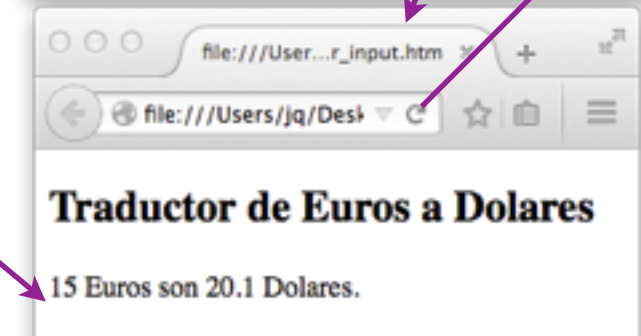 file:///User...r_input.htm
file:///Users/jq/Desk
Traductor de Euros a Dolares
15 Euros son 20.1 Dolares.